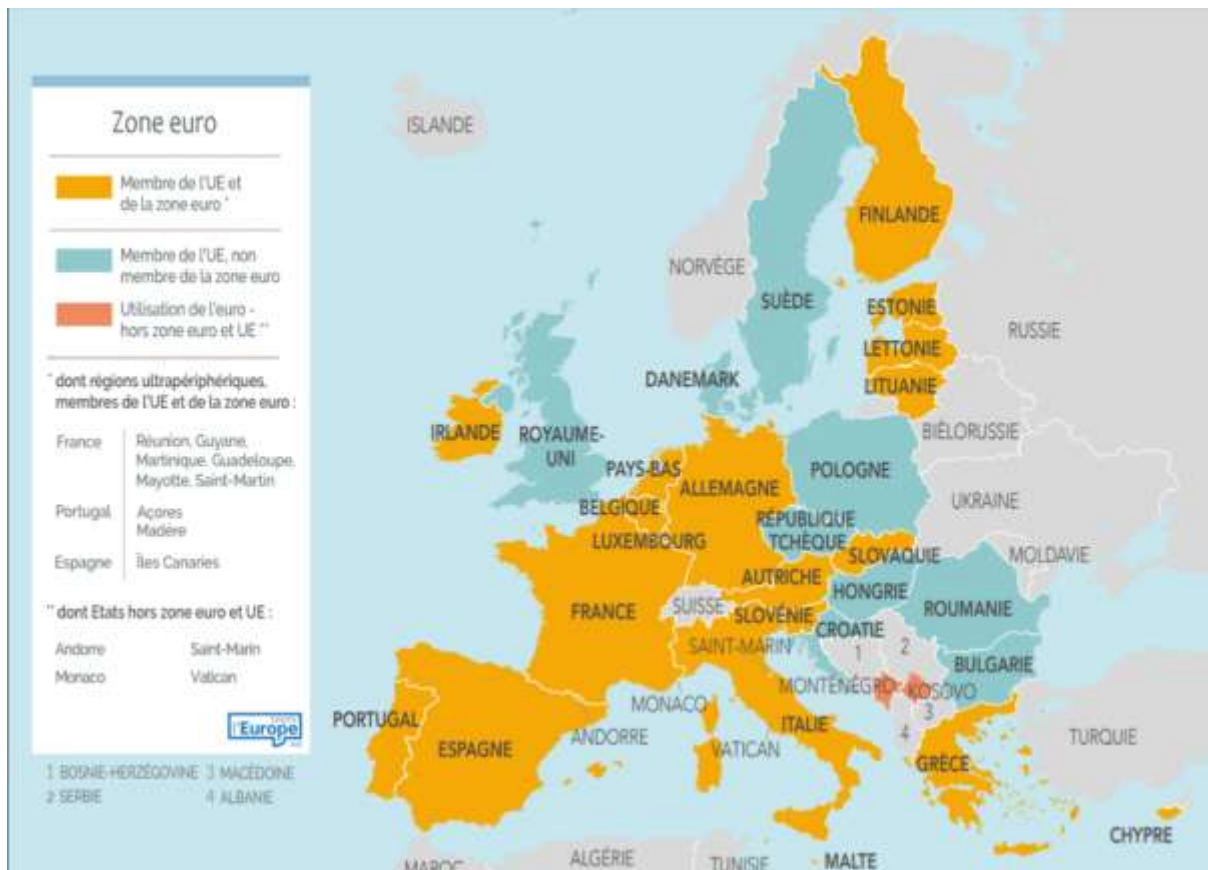 Zone euro
Membre de l'UE et
de la zone euro *
Membre de l'UE, non
membre de la zone euro
Utilisation de l'euro -
hors zone euro et UE **
* dont régions ultrapériphériques,
membres de l'UE et de la zone euro :
France
Réunion, Guyane,
Martinique, Guadeloupe,
Mayotte, Saint-Martin
Portugal
Açores
Madère
Espagne
Îles Canaries
** dont Etats hors zone euro et UE :
Andorre Saint-Marin
Monaco Vatican
l'Europe
1 BOSNIE-HERZÉGOVINE 3 MACÉDOINE
2 SERBIE 4 ALBANIE
ISLANDE
FINLANDE
NORVÈGE
SUÈDE
ESTONIE
RUSSIE
LETTONIE
DANEMARK
LITUANIE
IRLANDE
ROYAUME-
UNI
BIÉLORUSSIE
PAYS-BAS
POLOGNE
ALLEMAGNE
UKRAINE
BELGIQUE
RÉPUBLIQUE
TCHÈQUE
LUXEMBOURG
SLOVAQUIE
MOLDAVIE
AUTRICHE
HONGRIE
FRANCE
SUISSE
SLOVÉNIE
ROUMANIE
CROATIE
SAINT-MARIN
1
2
BULGARIE
MONTÉNÉGRO
KOSOVO
MONACO
3
PORTUGAL
ITALIE
4
ESPAGNE
ANDORRE
VATICAN
TURQUIE
GRÈCE
CHYPRE
MAROC
ALGÉRIE
TUNISIE
MALTE